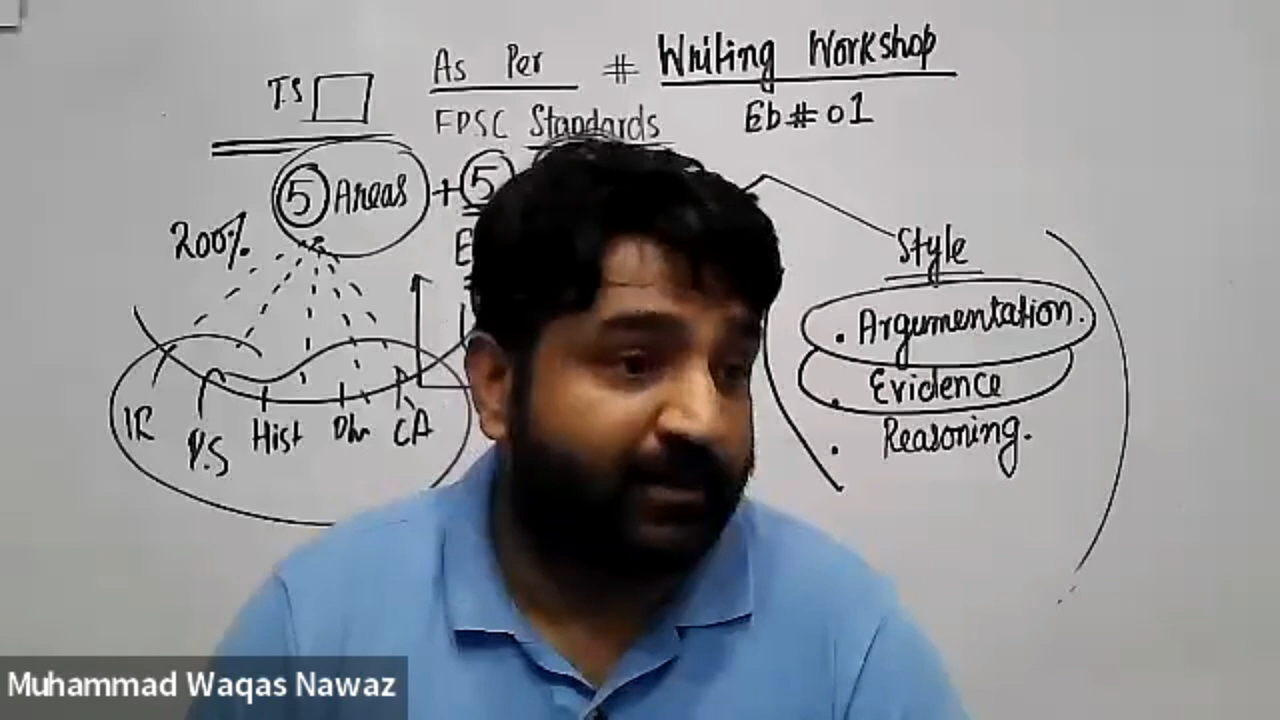 As Per # Writing Workshop
T.S
FPSC Standards Eb#01
5 Areas + 5
200%
Style
. Argumentation.
. Evidence
. Reasoning.
IR P.S Hist CA
Muhammad Waqas Nawaz